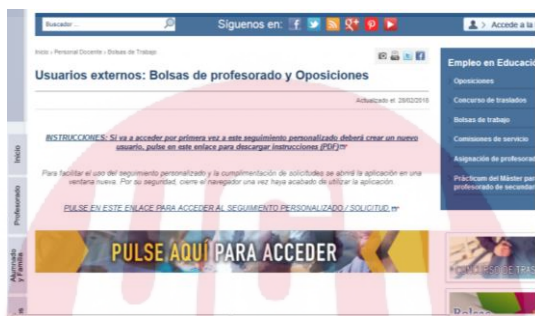 Buscador ...
Síguenos en:
> Accede a la
Inicio > Personal Docente > Bolsas de Trabajo
Usuarios externos: Bolsas de profesorado y Oposiciones
Actualizado el: 28/02/2016
INSTRUCCIONES: Si va a acceder por primera vez a este seguimiento personalizado deberá crear un nuevo
usuario, pulse en este enlace para descargar instrucciones (PDF)
Para facilitar el uso del seguimiento personalizado y la cumplimentación de solicitudes se abrirá la aplicación en una
ventana nueva. Por su seguridad, cierre el navegador una vez haya acabado de utilizar la aplicación.
PULSE EN ESTE ENLACE PARA ACCEDER AL SEGUIMIENTO PERSONALIZADO / SOLICITUD
PULSE AQUÍ PARA ACCEDER
Inicio
Profesorado
Alumnado
y Familia
Empleo en Educació
Oposiciones
Concurso de traslados
Bolsas de trabajo
Comisiones de servicio
Asignación de profesorad
Prácticum del Máster par
profesorado de secundar
CONCURSO DE TRAS
Bolsas